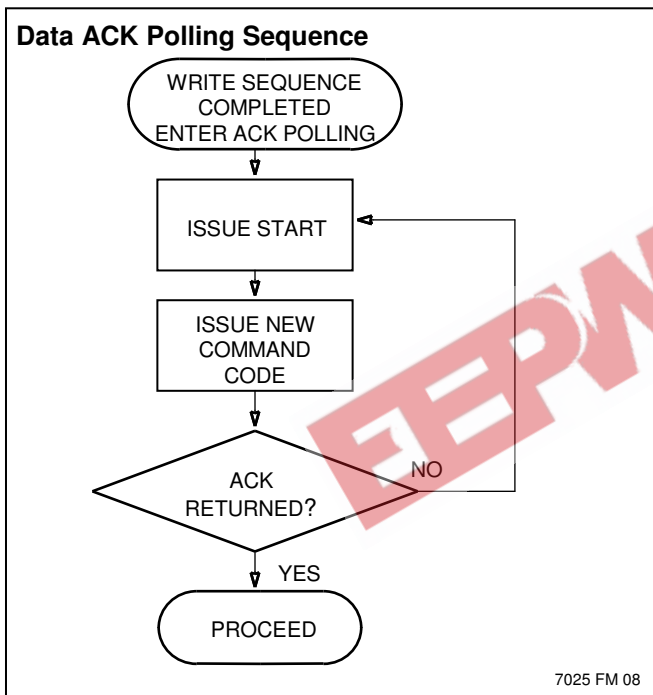 Data ACK Polling Sequence
WRITE SEQUENCE
COMPLETED
ENTER ACK POLLING
ISSUE START
ISSUE NEW
COMMAND
CODE
ACK
RETURNED?
NO
YES
PROCEED
7025 FM 08
EEPW